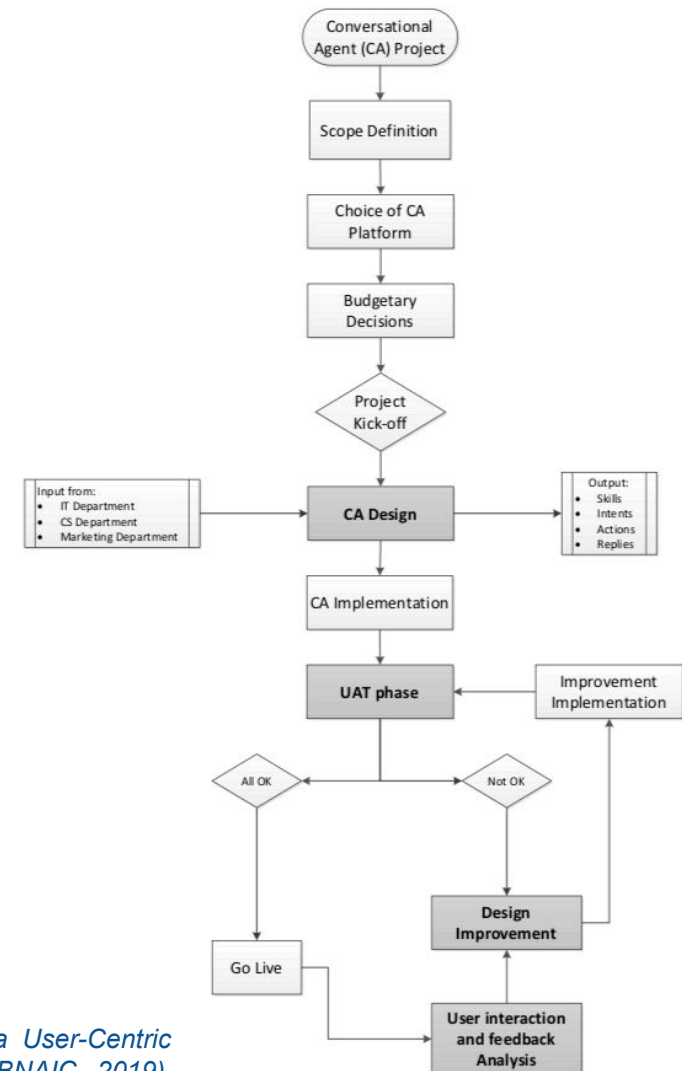 Conversational
Agent (CA) Project
Scope Definition
Choice of CA
Platform
Budgetary
Decisions
Project
Kick-off
Input from:
• IT Department
• CS Department
• Marketing Department
CA Design
Output:
• Skills
• Intents
• Actions
• Replies
CA Implementation
UAT phase
Improvement
Implementation
All OK
Not OK
Design
Improvement
Go Live
User interaction
and feedback
Analysis
a User-Centric
BNAIC 2019)